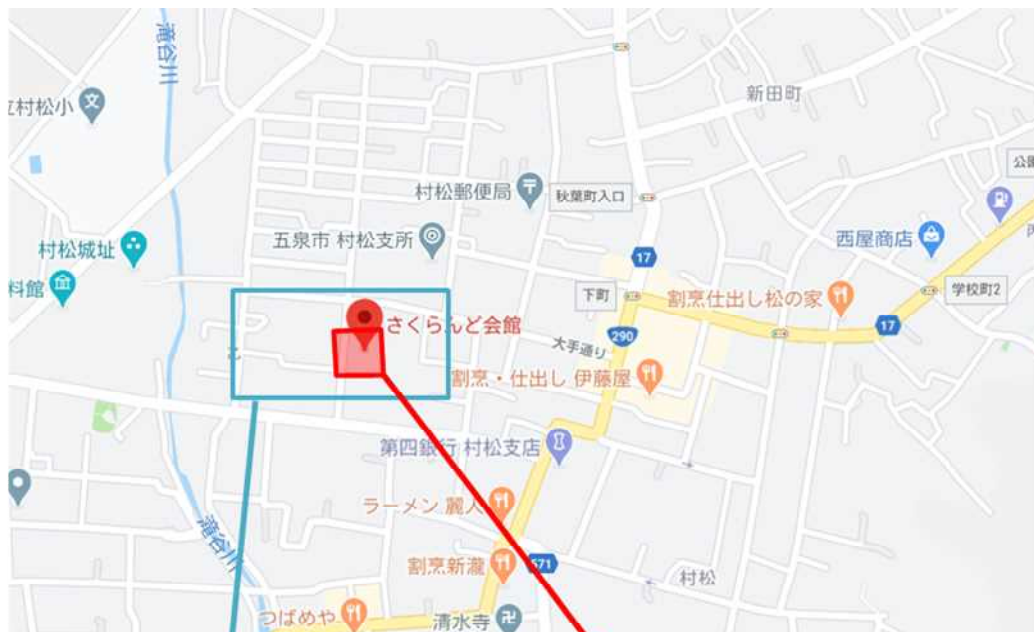 滝谷川
新田町
立村松小
公園
村松郵便局
秋葉町入口
五泉市 村松支所
西屋商店
村松城址
17
料館
下町
割烹仕出し松の家
学校町2
さくらんど会館
17
大手通り
290
割烹・仕出し 伊藤屋
第四銀行 村松支店
ラーメン 麗人
滝谷川
割烹新瀧
571
村松
つばめや
清水寺